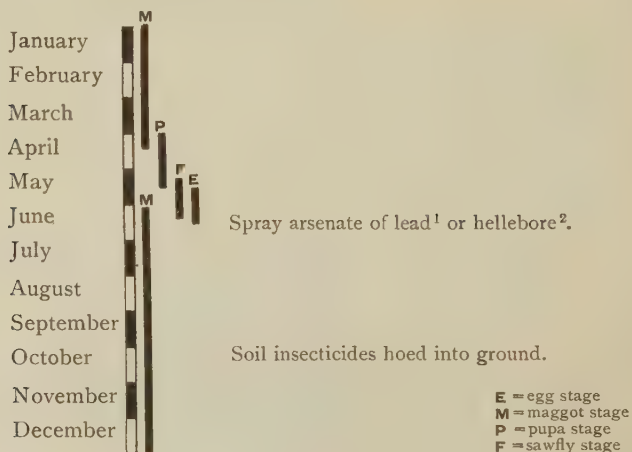 M
January
February
March
P
April
F
E
May
M
June
Spray arsenate of lead¹ or hellebore².
July
August
September
October
Soil insecticides hoed into ground.
November
E = egg stage
M = maggot stage
December
P = pupa stage
F = sawfly stage